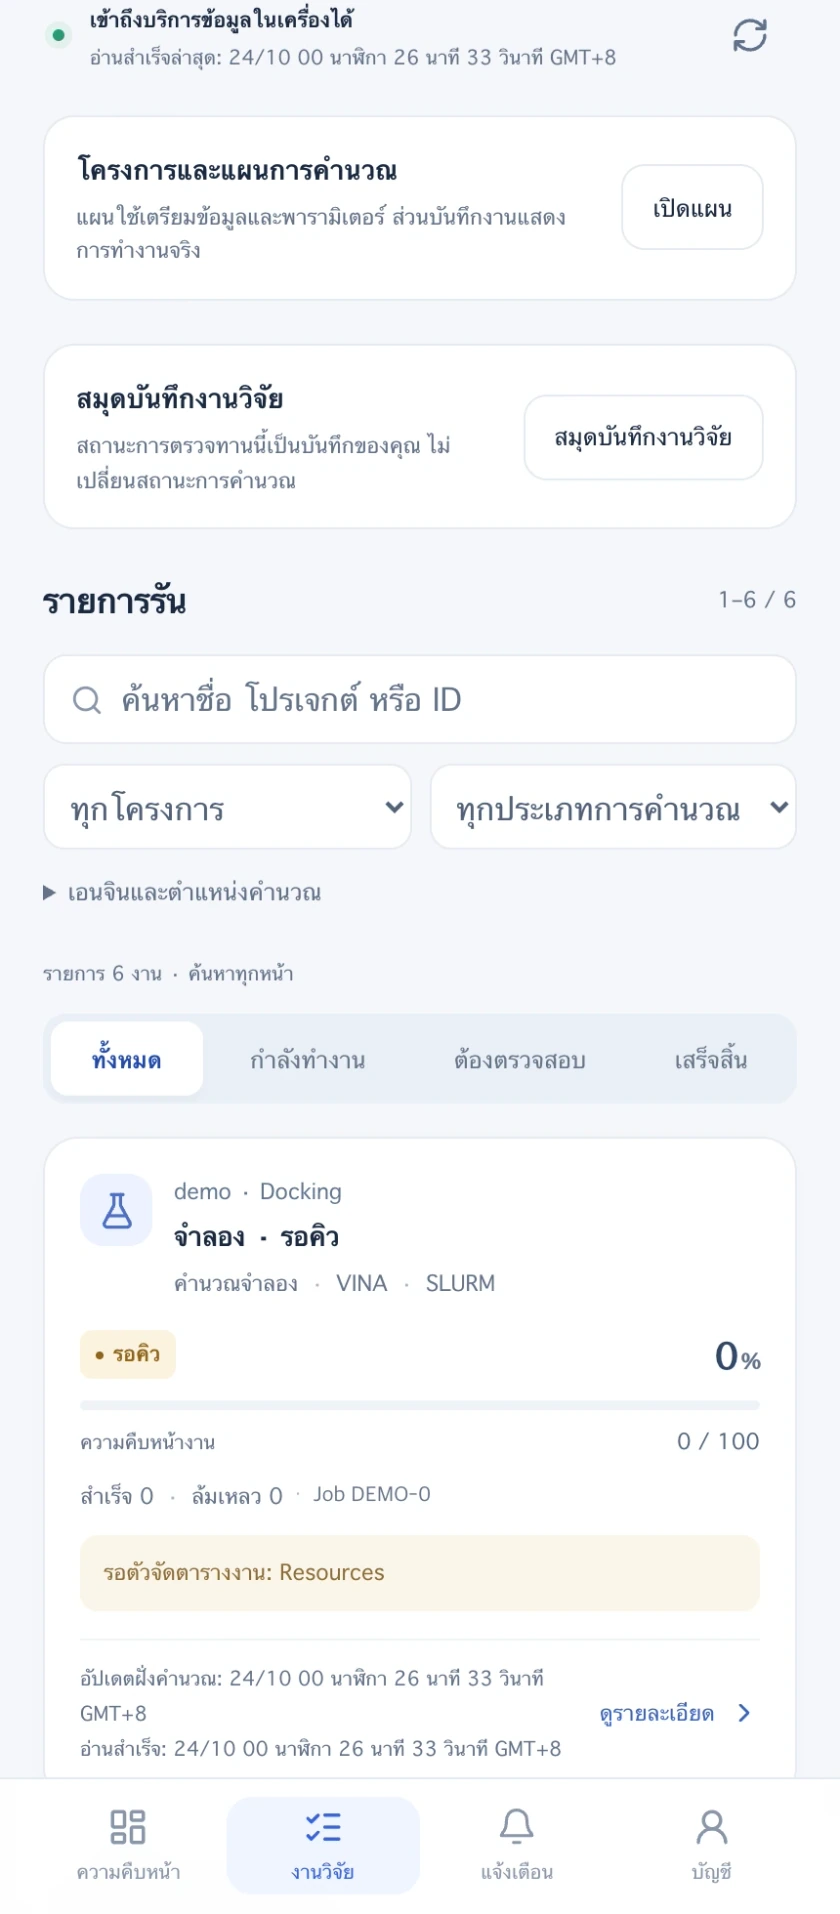 เข้าถึงบริการข้อมูลในเครื่องได้
อ่านสำเร็จล่าสุด: 24/10 00 นาฬิกา 26 นาที 33 วินาที GMT+8
โครงการและแผนการคำนวณ
แผนใช้เตรียมข้อมูลและพารามิเตอร์ ส่วนบันทึกงานแสดง
การทำงานจริง
เปิดแผน
สมุดบันทึกงานวิจัย
สถานะการตรวจทานนี้เป็นบันทึกของคุณ ไม่
เปลี่ยนสถานะการคำนวณ
สมุดบันทึกงานวิจัย
รายการรัน
1–6 / 6
ค้นหาชื่อ โปรเจกต์ หรือ ID
ทุกโครงการ
ทุกประเภทการคำนวณ
▶ เอนจินและตำแหน่งคำนวณ
รายการ 6 งาน · ค้นหาทุกหน้า
ทั้งหมด
กำลังทำงาน
ต้องตรวจสอบ
เสร็จสิ้น
demo · Docking
จำลอง · รอคิว
คำนวณจำลอง · VINA · SLURM
• รอคิว
0%
ความคืบหน้างาน
0 / 100
สำเร็จ 0 · ล้มเหลว 0 · Job DEMO-0
รอตัวจัดตารางงาน: Resources
อัปเดตฝั่งคำนวณ: 24/10 00 นาฬิกา 26 นาที 33 วินาที
GMT+8
อ่านสำเร็จ: 24/10 00 นาฬิกา 26 นาที 33 วินาที GMT+8
ดูรายละเอียด
ความคืบหน้า
งานวิจัย
แจ้งเตือน
บัญชี